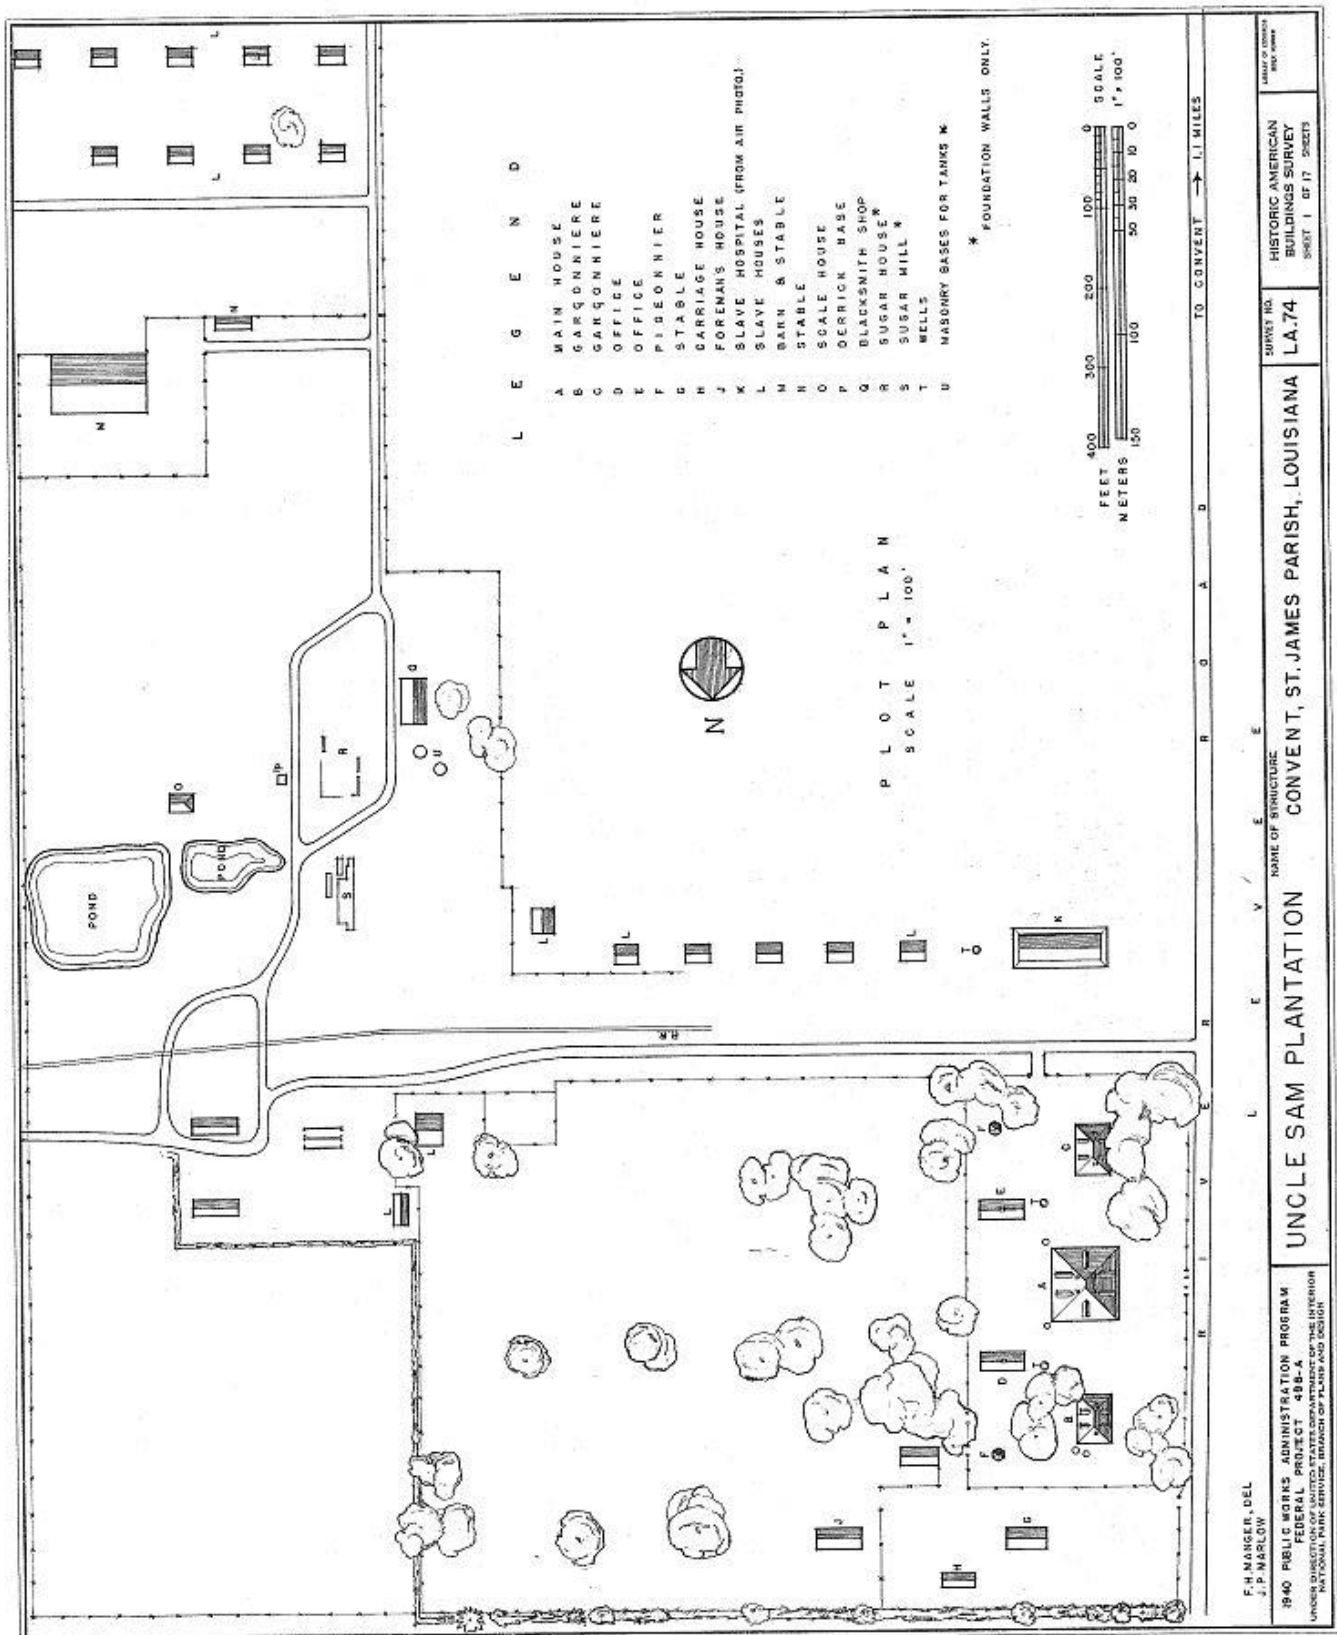 LEGEND
A MAIN HOUSE
B GARÇONNIERE
C GARÇONNIERE
D OFFICE
E OFFICE
F PIGEONNIER
G STABLE
H CARRIAGE HOUSE
J FOREMANS HOUSE
K SLAVE HOSPITAL (FROM AIR PHOTO.)
L SLAVE HOUSES
M BARN & STABLE
N STABLE
O SCALE HOUSE
P DERRICK BASE
Q BLACKSMITH SHOP
R SUGAR HOUSE *
S SUGAR MILL *
T WELLS
U MASONRY BASES FOR TANKS *
* FOUNDATION WALLS ONLY.
PLOT PLAN
SCALE 1" = 100'
N
FEET 400 300 200 100 0 SCALE
METERS 150 100 50 30 20 10 0 1" = 100'
POND
POND
O
P
R
S
Q
U
M
N
L
L
L
L
L
L
L
L
L
T
K
R.R.
F
C
E
T
A
D
T
B
F
J
G
H
RIVER ROAD
TO CONVENT → 1.1 MILES
LEVEE
F.H. MANGER, DEL
J.P. MARLOW
1940 PUBLIC WORKS ADMINISTRATION PROGRAM
FEDERAL PROJECT 498-A
UNDER DIRECTION OF UNITED STATES DEPARTMENT OF THE INTERIOR
NATIONAL PARK SERVICE, BRANCH OF PLANS AND DESIGN
NAME OF STRUCTURE
UNCLE SAM PLANTATION CONVENT, ST. JAMES PARISH, LOUISIANA
SURVEY NO.
LA. 74
HISTORIC AMERICAN
BUILDINGS SURVEY
SHEET 1 OF 17 SHEETS
LIBRARY OF CONGRESS